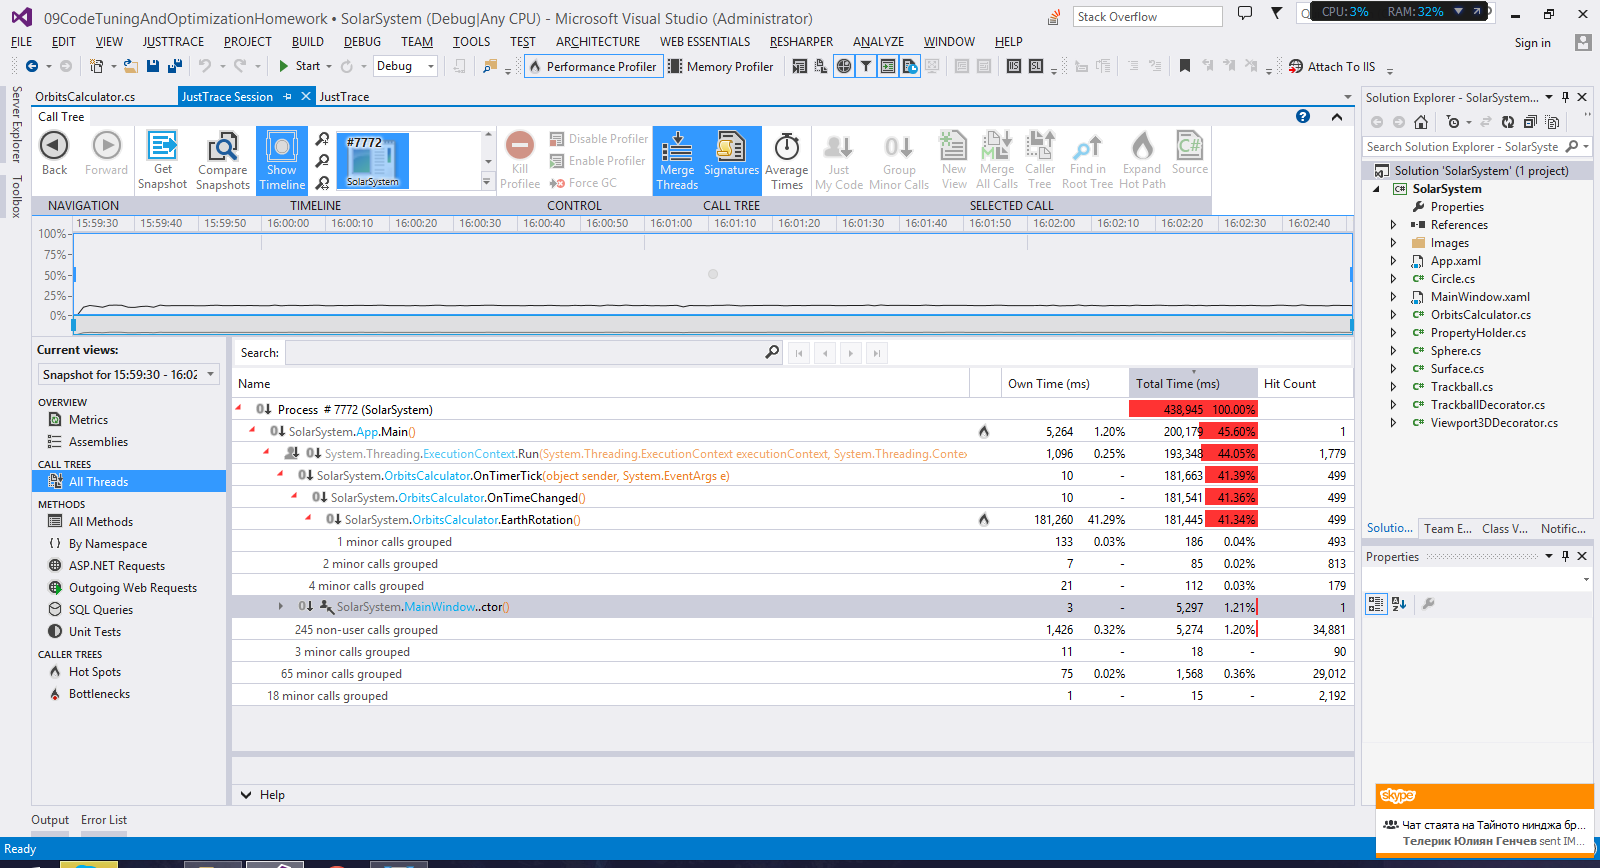 09CodeTuningAndOptimizationHomework • SolarSystem (Debug|Any CPU) - Microsoft Visual Studio (Administrator)
Stack Overflow
CPU:3% RAM:32%
FILE EDIT VIEW JUSTTRACE PROJECT BUILD DEBUG TEAM TOOLS TEST ARCHITECTURE WEB ESSENTIALS RESHARPER ANALYZE WINDOW HELP
Sign in
Start Debug Performance Profiler Memory Profiler Attach To IIS
Server Explorer
Toolbox
OrbitsCalculator.cs JustTrace Session JustTrace
Call Tree
Back
Forward
Get Snapshot
Compare Snapshots
Show Timeline
#7772
SolarSystem
Kill Profiler
Disable Profiler
Enable Profiler
Force GC
Merge Threads
Signatures
Average Times
Just My Code
Group Minor Calls
New View
Merge All Calls
Caller Tree
Find in Root Tree
Expand Hot Path
Source
NAVIGATION TIMELINE CONTROL CALL TREE SELECTED CALL
15:59:30 15:59:40 15:59:50 16:00:00 16:00:10 16:00:20 16:00:30 16:00:40 16:00:50 16:01:00 16:01:10 16:01:20 16:01:30 16:01:40 16:01:50 16:02:00 16:02:10 16:02:20 16:02:30 16:02:40
100%
75%
50%
25%
0%
Current views:
Snapshot for 15:59:30 - 16:02
OVERVIEW
Metrics
Assemblies
CALL TREES
All Threads
METHODS
All Methods
By Namespace
ASP.NET Requests
Outgoing Web Requests
SQL Queries
Unit Tests
CALLER TREES
Hot Spots
Bottlenecks
Search:
Name Own Time (ms) Total Time (ms) Hit Count
Process # 7772 (SolarSystem) 438,945 100.00%
SolarSystem.App.Main() 5,264 1.20% 200,179 45.60% 1
System.Threading.ExecutionContext.Run(System.Threading.ExecutionContext executionContext, System.Threading.Conte 1,096 0.25% 193,348 44.05% 1,779
SolarSystem.OrbitsCalculator.OnTimerTick(object sender, System.EventArgs e) 10 - 181,663 41.39% 499
SolarSystem.OrbitsCalculator.OnTimeChanged() 10 - 181,541 41.36% 499
SolarSystem.OrbitsCalculator.EarthRotation() 181,260 41.29% 181,445 41.34% 499
1 minor calls grouped 133 0.03% 186 0.04% 493
2 minor calls grouped 7 - 85 0.02% 813
4 minor calls grouped 21 - 112 0.03% 179
SolarSystem.MainWindow..ctor() 3 - 5,297 1.21% 1
245 non-user calls grouped 1,426 0.32% 5,274 1.20% 34,881
3 minor calls grouped 11 - 18 - 90
65 minor calls grouped 75 0.02% 1,568 0.36% 29,012
18 minor calls grouped 1 - 15 - 2,192
Help
Solution Explorer - SolarSystem...
Search Solution Explorer - SolarSyste
Solution 'SolarSystem' (1 project)
SolarSystem
Properties
References
Images
App.xaml
Circle.cs
MainWindow.xaml
OrbitsCalculator.cs
PropertyHolder.cs
Sphere.cs
Surface.cs
Trackball.cs
TrackballDecorator.cs
Viewport3DDecorator.cs
Solutio... Team E... Class V... Notific...
Properties
skype
Чат стаята на Тайното нинджа бр...
Телерик Юлиян Генчев sent IM...
Output Error List
Ready